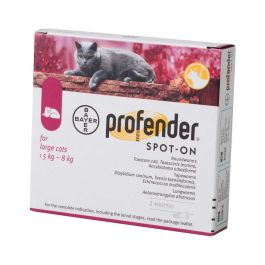 BAYER
BAYER
profender®
SPOT-ON
for
large cats
≥5 kg – 8 kg
Roundworms
Toxocara cati, Toxascaris leonina,
Ancylostoma tubaeforme
Tapeworms
Dipylidium caninum, Taenia taeniaeformis,
Echinococcus multilocularis
Lungworms
Aelurostrongylus abstrusus
2
For the complete indication, including the larval stages, read the package leaflet.